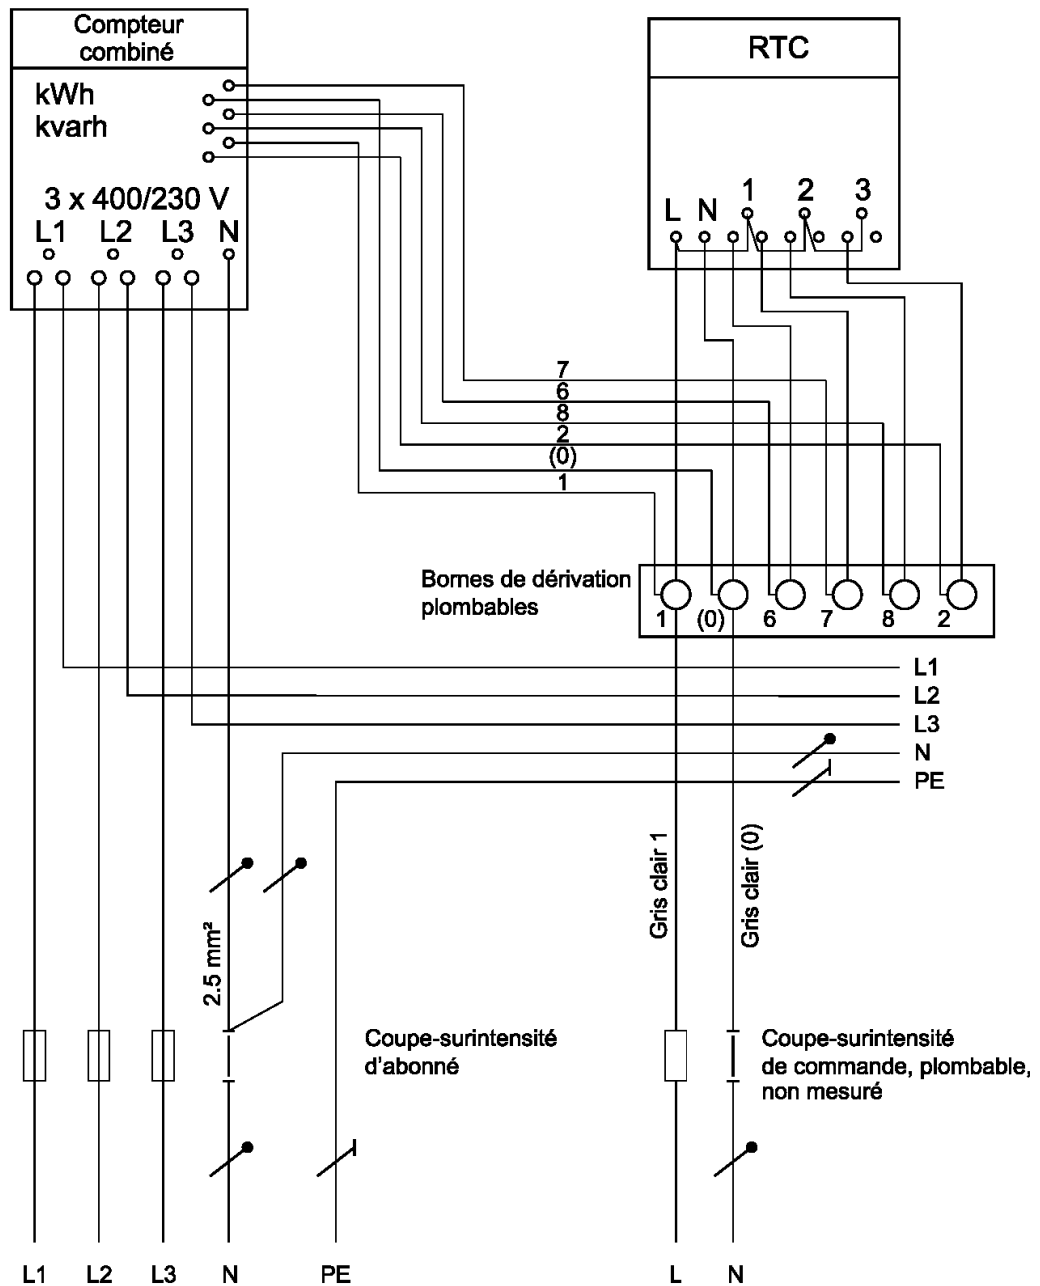 Compteur
combiné
RTC
kWh
kvarh
3 x 400/230 V
L1 L2 L3 N
1 2 3
L N
7
6
8
2
(0)
1
Bornes de dérivation
plombables
1 (0) 6 7 8 2
L1
L2
L3
N
PE
Gris clair 1
Gris clair (0)
2.5 mm²
Coupe-surintensité
d'abonné
Coupe-surintensité
de commande, plombable,
non mesuré
L1 L2 L3 N PE L N